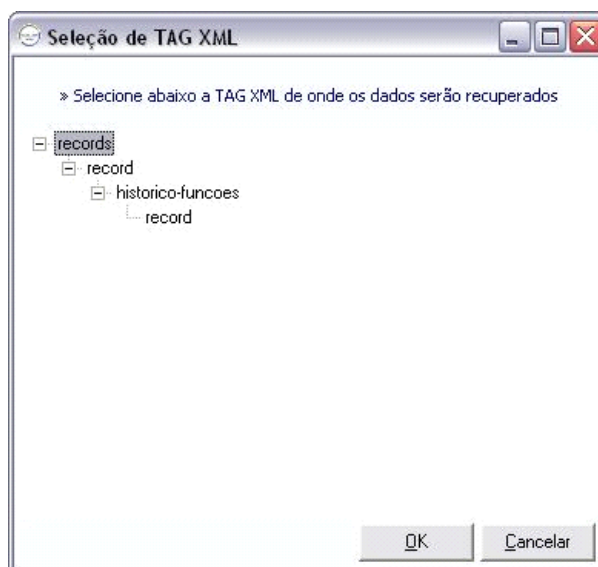 Seleção de TAG XML
» Selecione abaixo a TAG XML de onde os dados serão recuperados
records
record
historico-funcoes
record
OK
Cancelar